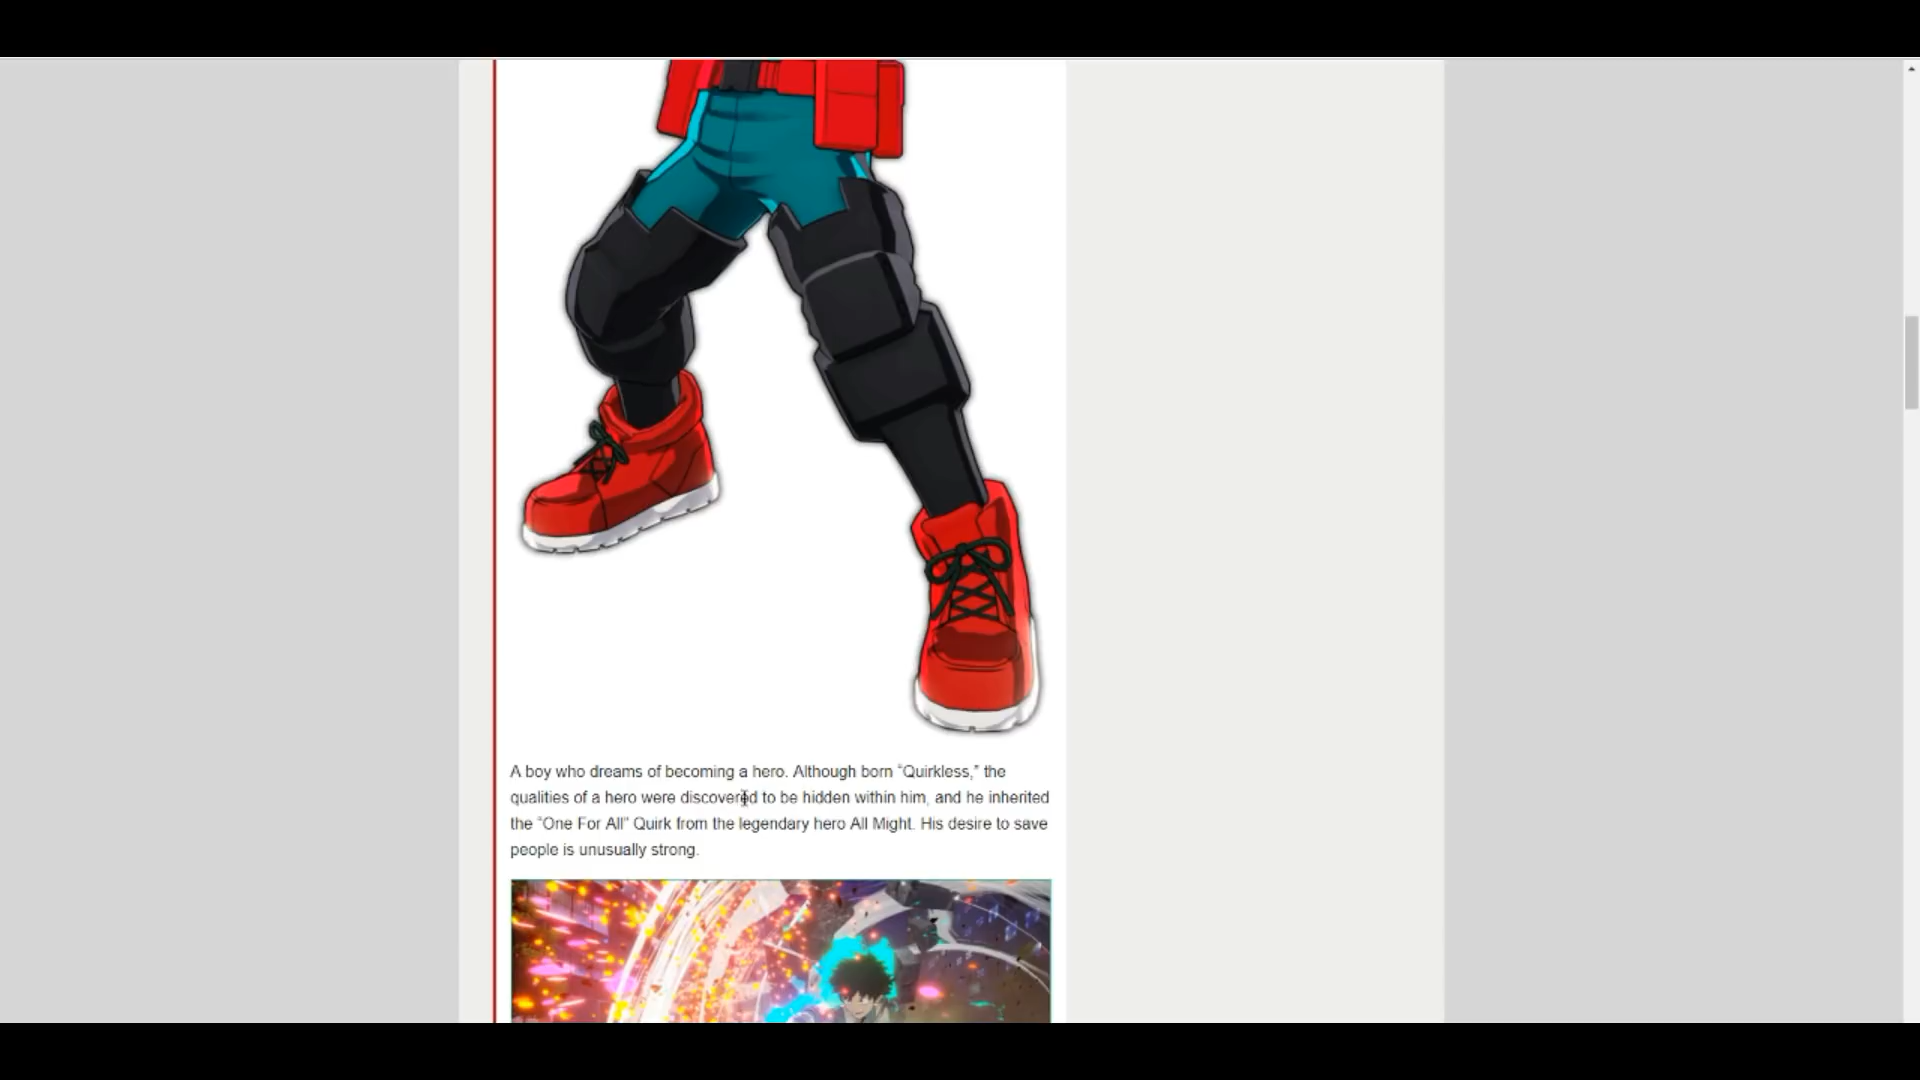 A boy who dreams of becoming a hero. Although born “Quirkless,” the
qualities of a hero were discovered to be hidden within him, and he inherited
the “One For All” Quirk from the legendary hero All Might. His desire to save
people is unusually strong.